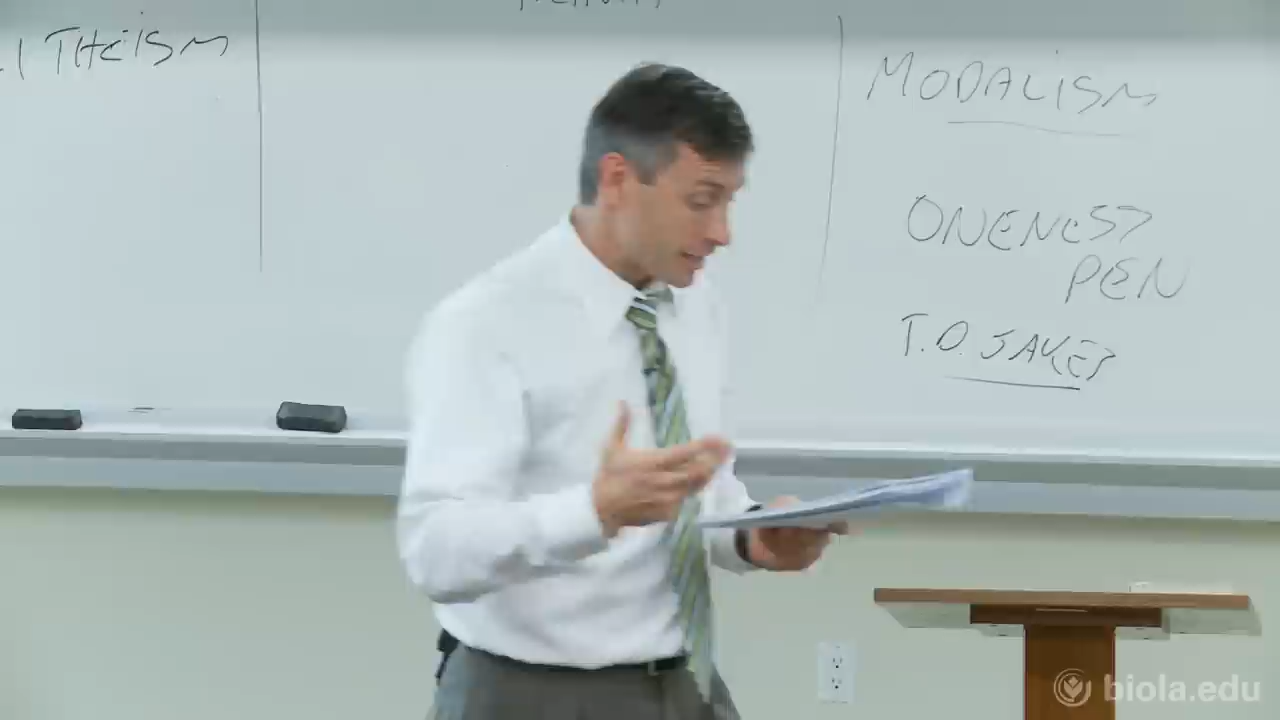 THEISM
MODALISM
ONENESS
PEN
T.D. JAKES
biola.edu